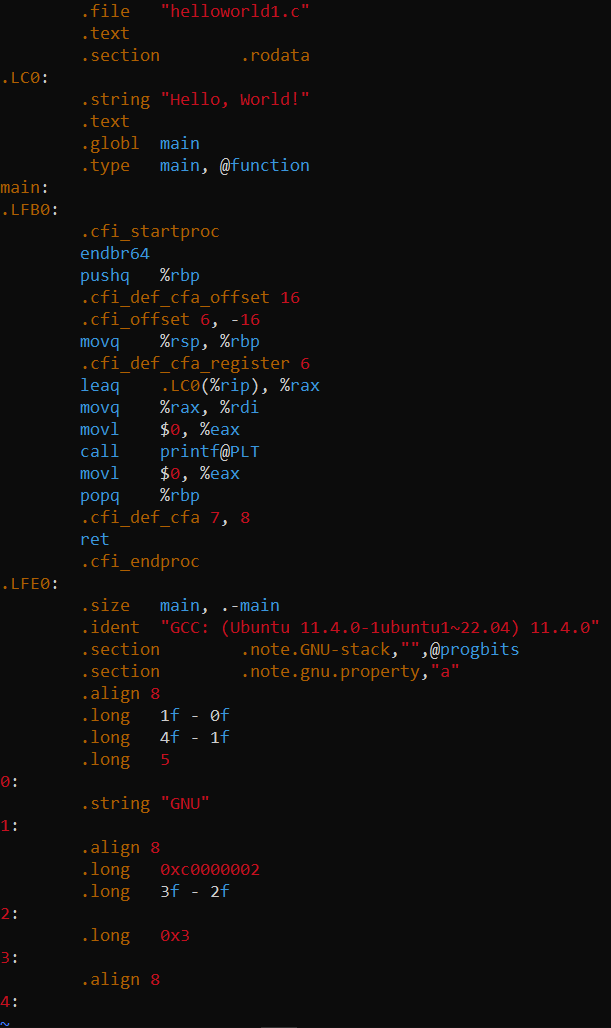 .file "helloworld1.c"
.text
.section .rodata
.LC0:
.string "Hello, World!"
.text
.globl main
.type main, @function
main:
.LFB0:
.cfi_startproc
endbr64
pushq %rbp
.cfi_def_cfa_offset 16
.cfi_offset 6, -16
movq %rsp, %rbp
.cfi_def_cfa_register 6
leaq .LC0(%rip), %rax
movq %rax, %rdi
movl $0, %eax
call printf@PLT
movl $0, %eax
popq %rbp
.cfi_def_cfa 7, 8
ret
.cfi_endproc
.LFE0:
.size main, .-main
.ident "GCC: (Ubuntu 11.4.0-1ubuntu1~22.04) 11.4.0"
.section .note.GNU-stack,"",@progbits
.section .note.gnu.property,"a"
.align 8
.long 1f - 0f
.long 4f - 1f
.long 5
0:
.string "GNU"
1:
.align 8
.long 0xc0000002
.long 3f - 2f
2:
.long 0x3
3:
.align 8
4:
~